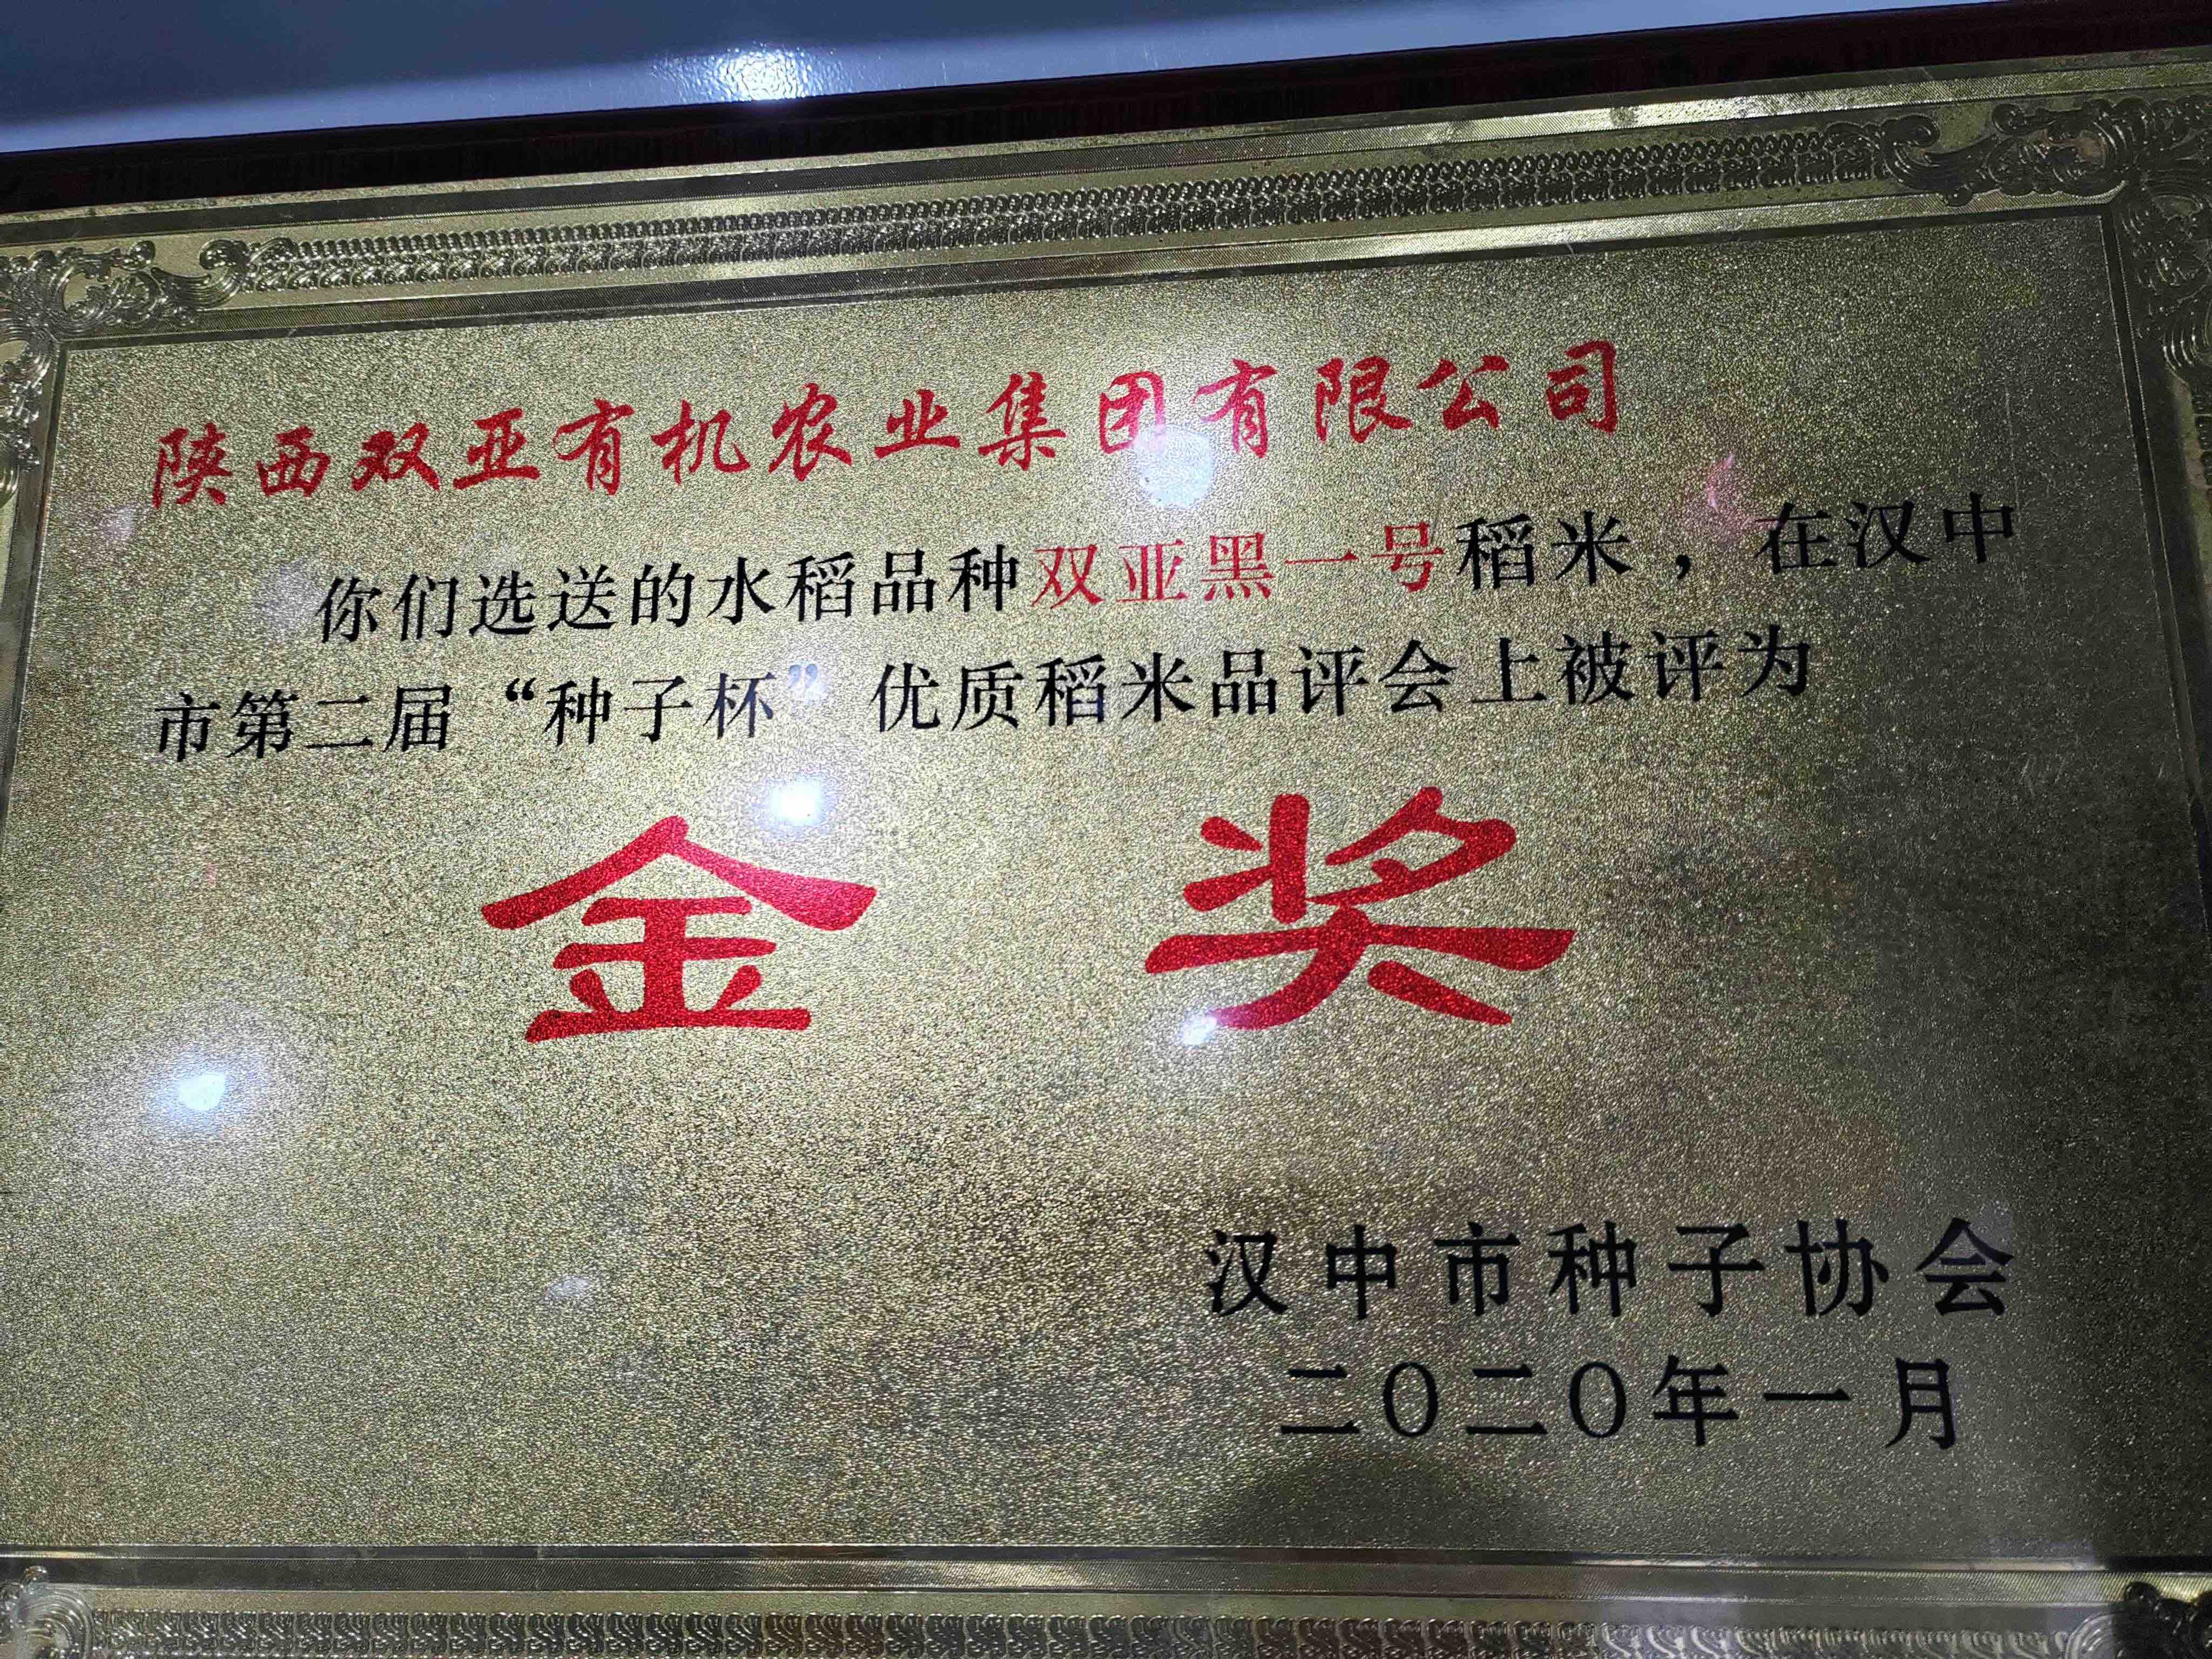 陕西双亚有机农业集团有限公司
你们选送的水稻品种双亚黑一号稻米，在汉中
市第二届“种子杯”优质稻米品评会上被评为
金奖
汉中市种子协会
二〇二〇年一月